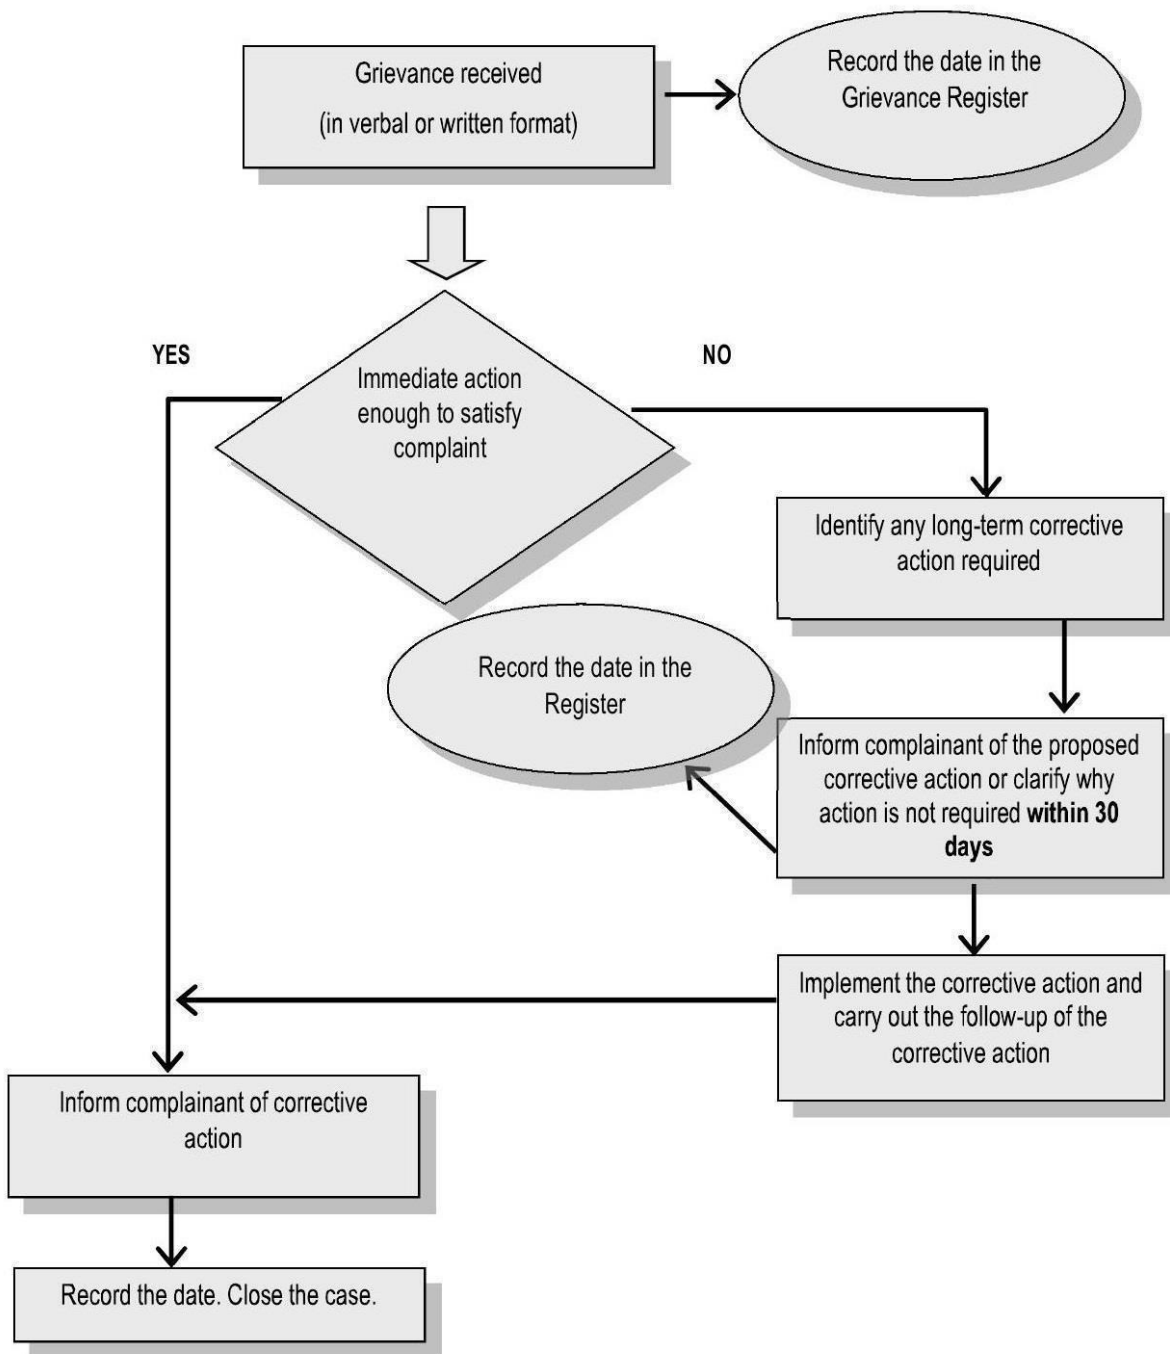 Grievance received
(in verbal or written format)
Record the date in the
Grievance Register
YES
NO
Immediate action
enough to satisfy
complaint
Identify any long-term corrective
action required
Record the date in the
Register
Inform complainant of the proposed
corrective action or clarify why
action is not required within 30
days
Implement the corrective action and
carry out the follow-up of the
corrective action
Inform complainant of corrective
action
Record the date. Close the case.